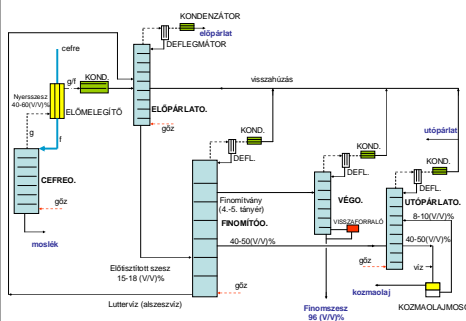 KONDENZÁTOR
előpárlat
DEFLEGMÁTOR
cefre
Nyersszesz
40-60(V/V)%
g/f
KOND.
ELŐMELEGÍTŐ
visszahúzás
ELŐPÁRLATO.
g
f
gőz
utópárlat
KOND.
DEFL.
KOND.
DEFL.
KOND.
DEFL.
CEFREO.
gőz
moslék
Finomítvány
(4.-5. tányér)
FINOMÍTÓO.
VÉGO.
VISSZAFORRALÓ
UTÓPÁRLATO.
8-10(V/V)%
40-50(V/V)%
40-50(V/V)%
Előtisztított szesz
15-18 (V/V)%
gőz
víz
kozmaolaj
Luttervíz (alszeszvíz)
gőz
Finomszesz
96 (V/V)%
KOZMAOLAJMOSÓ